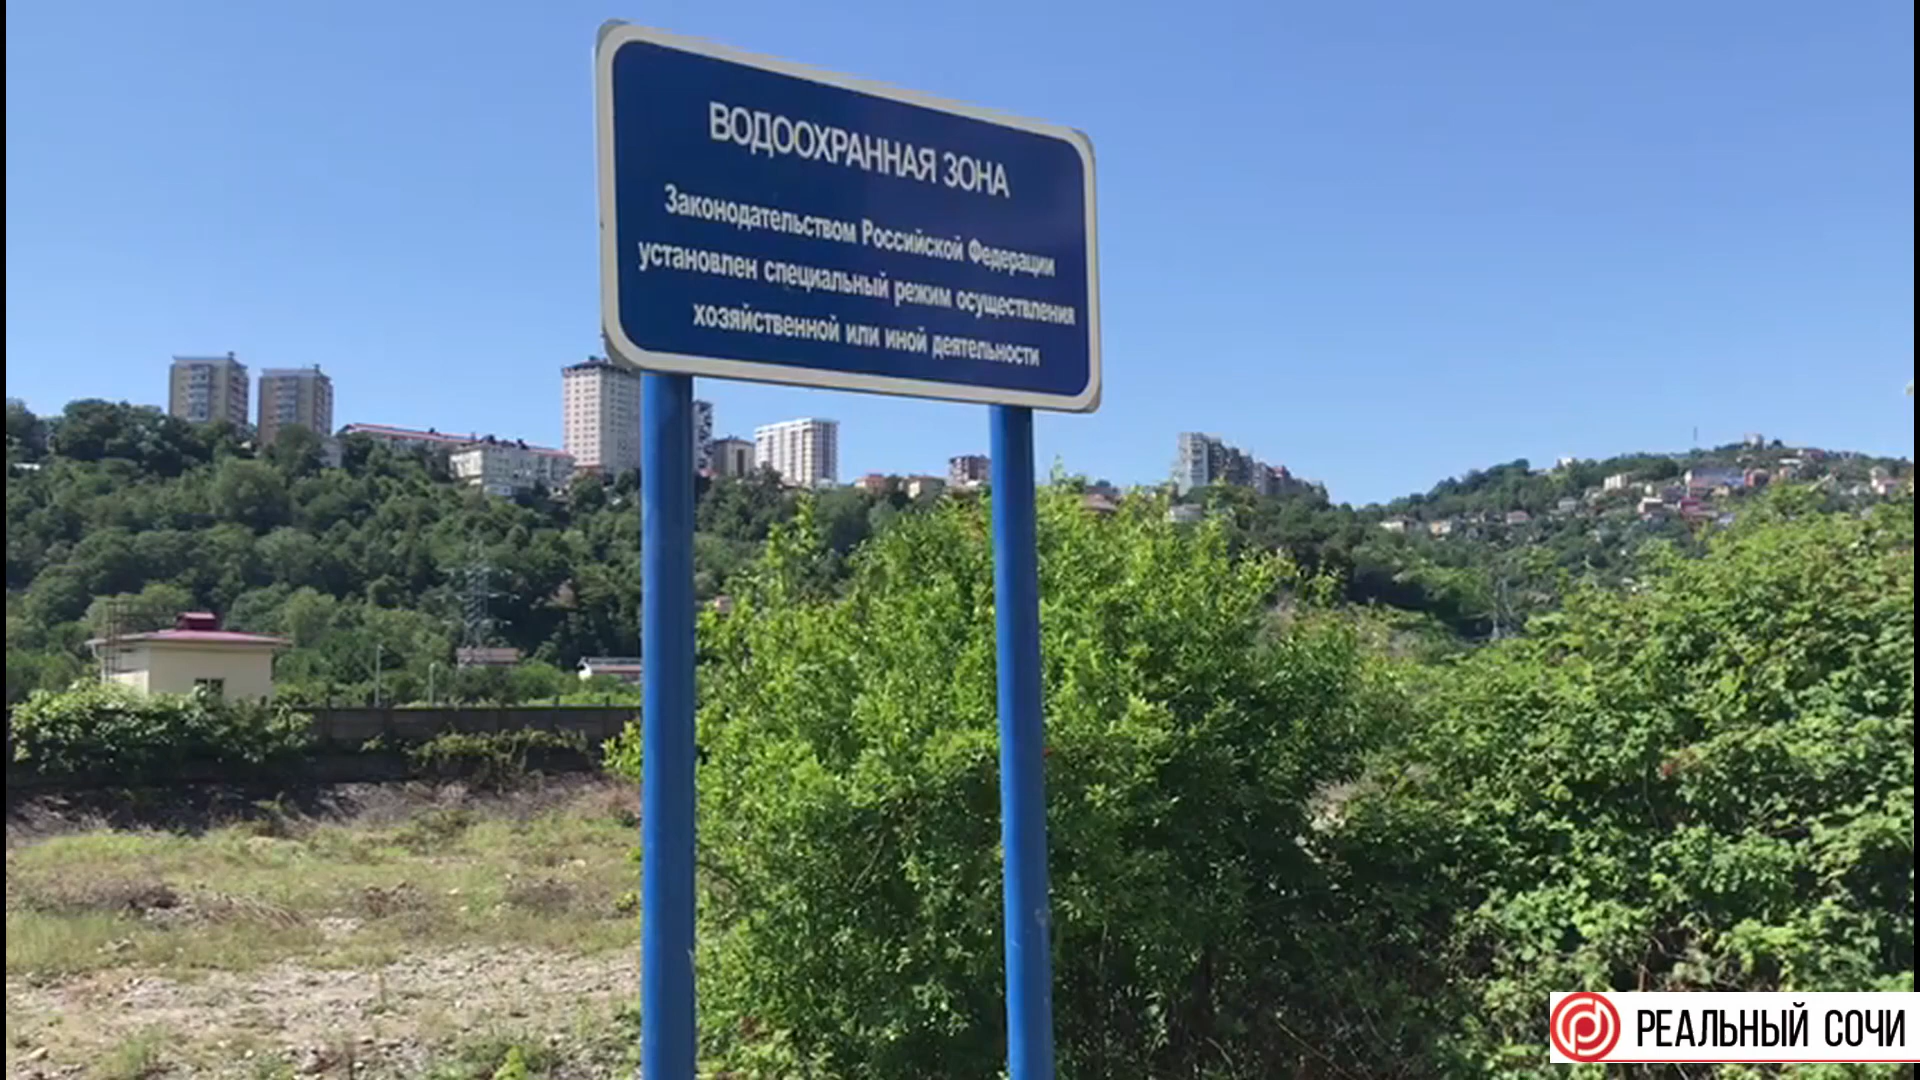 ВОДООХРАННАЯ ЗОНА
Законодательством Российской Федерации
установлен специальный режим осуществления
хозяйственной или иной деятельности
РЕАЛЬНЫЙ СОЧИ